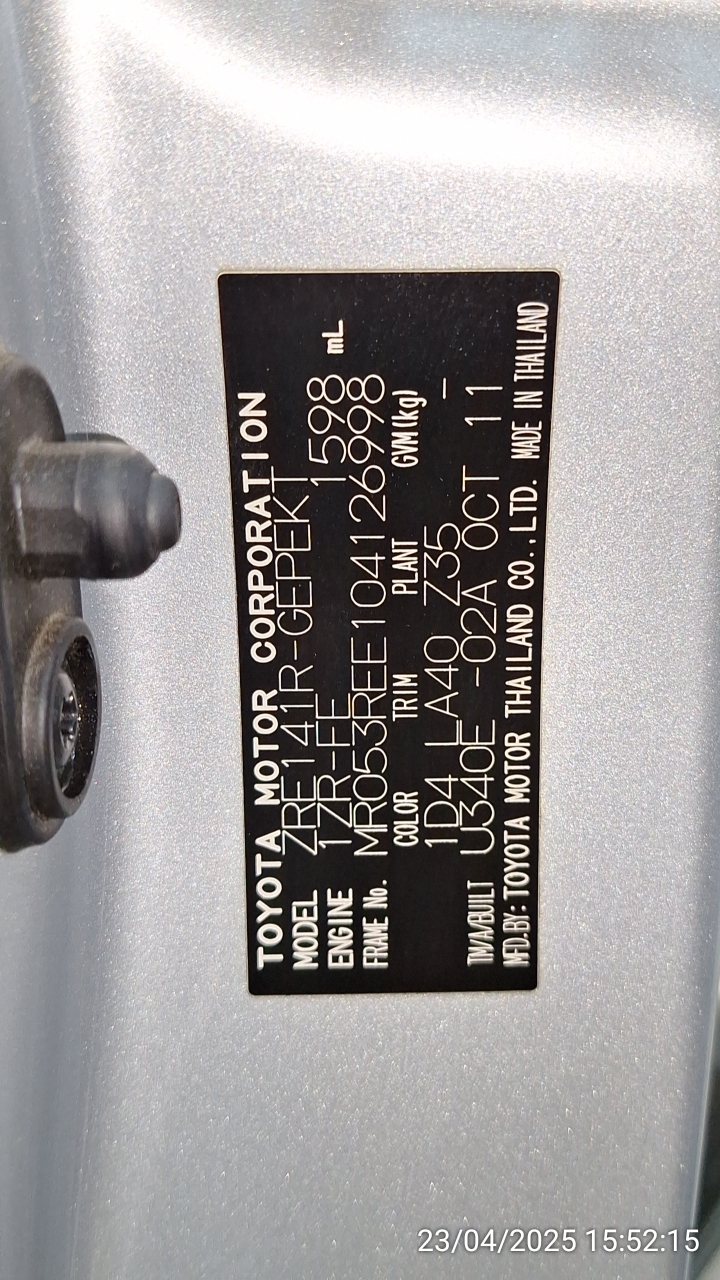 TOYOTA MOTOR CORPORATION
MODEL ZRE141R-GEPEKT
ENGINE 1ZR-FE 1598 mL
FRAME No. MR053REE104126998
COLOR TRIM PLANT GVM(kg)
1D4 LA40 Z35 -
TM/A/BUILT U340E -02A OCT 11
MFD.BY: TOYOTA MOTOR THAILAND CO.,LTD. MADE IN THAILAND
23/04/2025 15:52:15